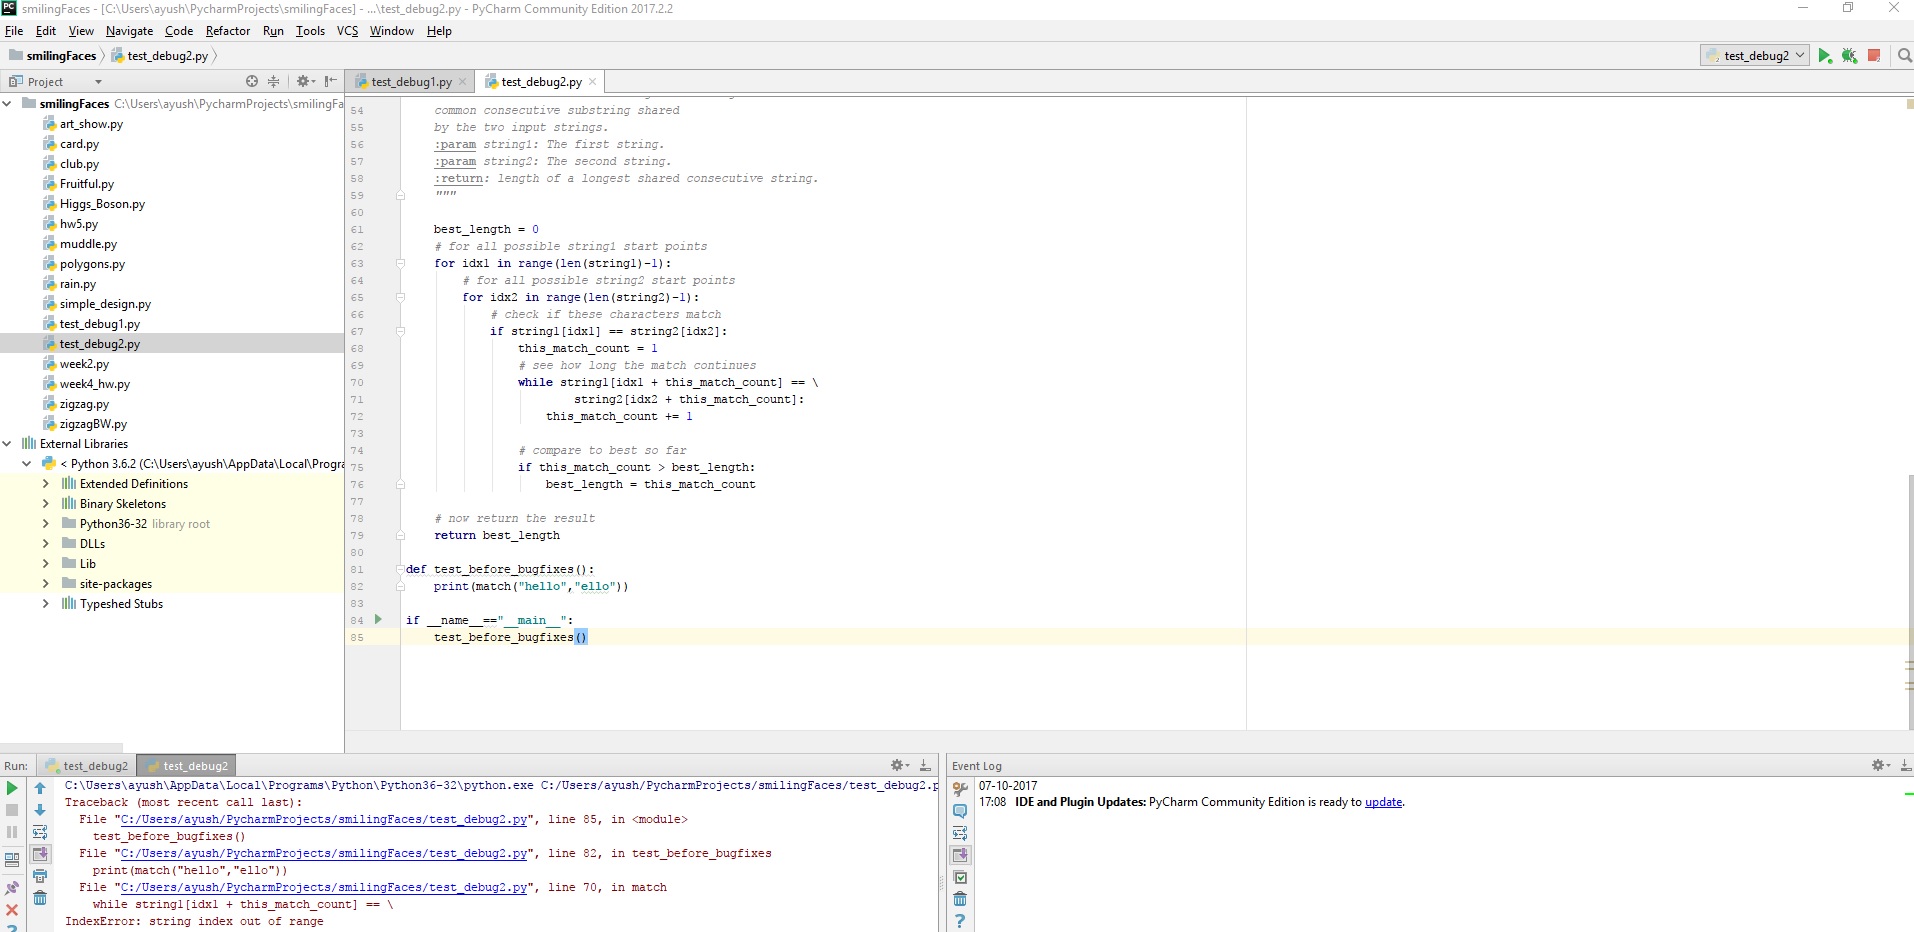 smilingFaces - [C:\Users\ayush\PycharmProjects\smilingFaces] - ...\test_debug2.py - PyCharm Community Edition 2017.2.2
File Edit View Navigate Code Refactor Run Tools VCS Window Help
smilingFaces test_debug2.py
test_debug2
Project
test_debug1.py
test_debug2.py
smilingFaces C:\Users\ayush\PycharmProjects\smilingFa
art_show.py
card.py
club.py
Fruitful.py
Higgs_Boson.py
hw5.py
muddle.py
polygons.py
rain.py
simple_design.py
test_debug1.py
test_debug2.py
week2.py
week4_hw.py
zigzag.py
zigzagBW.py
External Libraries
< Python 3.6.2 (C:\Users\ayush\AppData\Local\Progra
Extended Definitions
Binary Skeletons
Python36-32 library root
DLLs
Lib
site-packages
Typeshed Stubs
54 common consecutive substring shared
55 by the two input strings.
56 :param string1: The first string.
57 :param string2: The second string.
58 :return: length of a longest shared consecutive string.
59 """
60
61 best_length = 0
62 # for all possible string1 start points
63 for idx1 in range(len(string1)-1):
64 # for all possible string2 start points
65 for idx2 in range(len(string2)-1):
66 # check if these characters match
67 if string1[idx1] == string2[idx2]:
68 this_match_count = 1
69 # see how long the match continues
70 while string1[idx1 + this_match_count] == \
71 string2[idx2 + this_match_count]:
72 this_match_count += 1
73
74 # compare to best so far
75 if this_match_count > best_length:
76 best_length = this_match_count
77
78 # now return the result
79 return best_length
80
81 def test_before_bugfixes():
82 print(match("hello","ello"))
83
84 if __name__=="__main__":
85 test_before_bugfixes()
Run: test_debug2 test_debug2
C:\Users\ayush\AppData\Local\Programs\Python\Python36-32\python.exe C:/Users/ayush/PycharmProjects/smilingFaces/test_debug2.p
Traceback (most recent call last):
File "C:/Users/ayush/PycharmProjects/smilingFaces/test_debug2.py", line 85, in <module>
test_before_bugfixes()
File "C:/Users/ayush/PycharmProjects/smilingFaces/test_debug2.py", line 82, in test_before_bugfixes
print(match("hello","ello"))
File "C:/Users/ayush/PycharmProjects/smilingFaces/test_debug2.py", line 70, in match
while string1[idx1 + this_match_count] == \
IndexError: string index out of range
Event Log
07-10-2017
17:08 IDE and Plugin Updates: PyCharm Community Edition is ready to update.